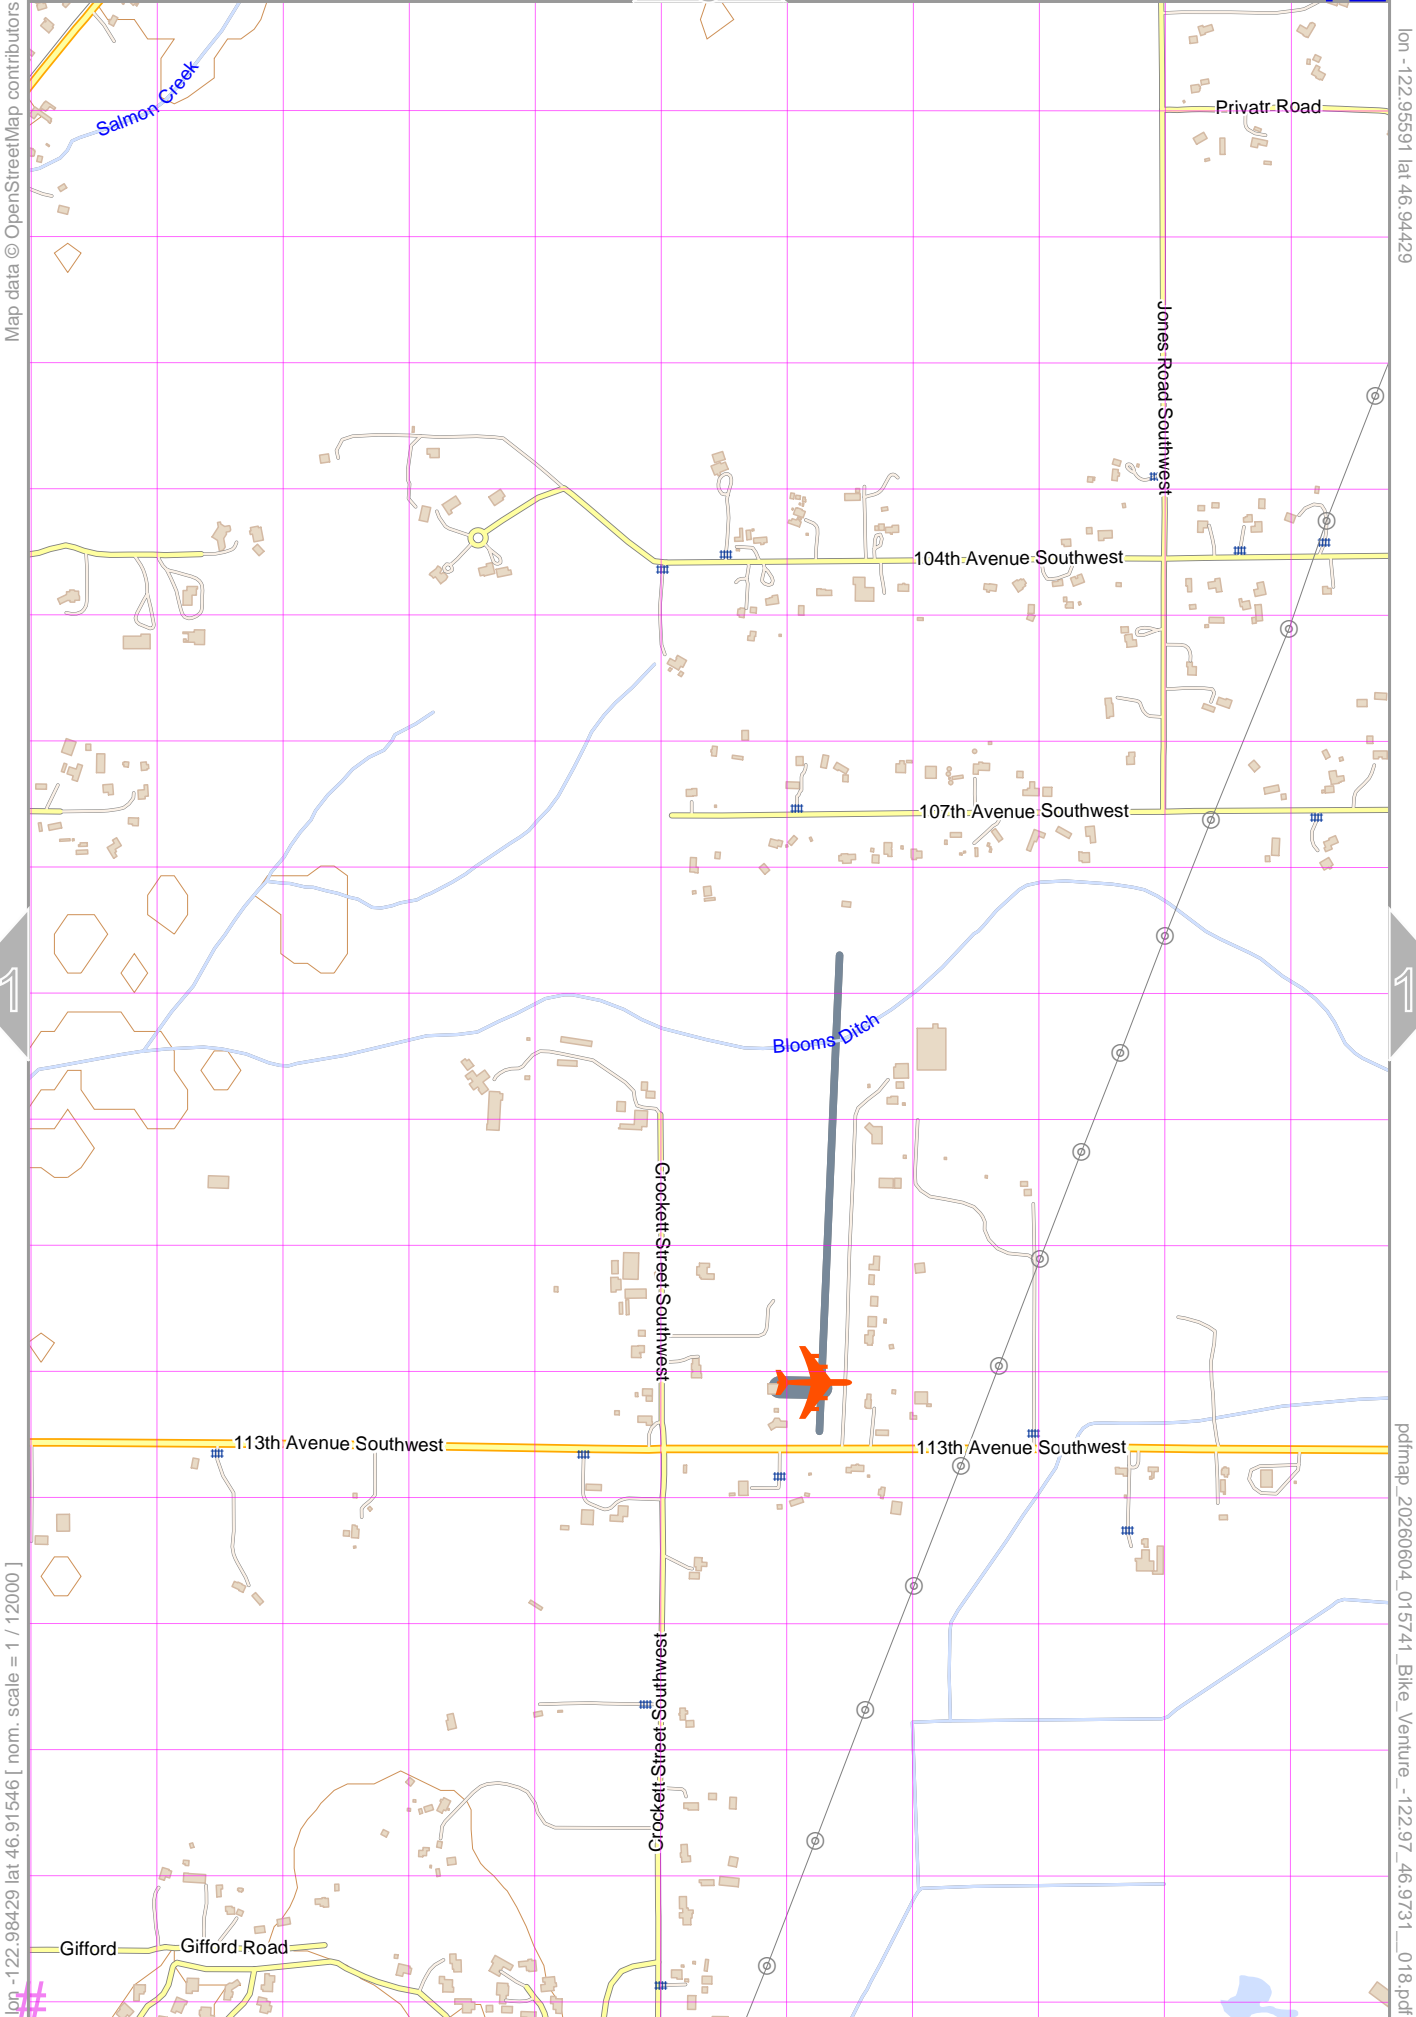 Map data © OpenStreetMap contributors
lon -122.95591 lat 46.94429
Salmon Creek
Privatr Road
Jones Road Southwest
104th Avenue Southwest
107th Avenue Southwest
1
1
Blooms Ditch
Crockett Street Southwest
113th Avenue Southwest
113th Avenue Southwest
Crockett Street Southwest
Gifford
Gifford Road
#
lon -122.98429 lat 46.91546 [ nom. scale = 1 / 12000 ]
pdfmap_20260604_015741_Bike_Venture_-122.97_46.9731__018.pdf